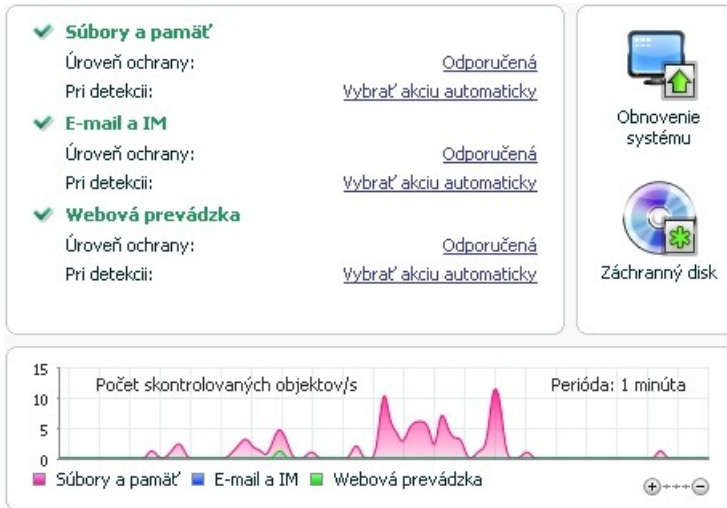 Súbory a pamäť
Úroveň ochrany: Odporučená
Pri detekcii: Vybrať akciu automaticky
E-mail a IM
Úroveň ochrany: Odporučená
Pri detekcii: Vybrať akciu automaticky
Webová prevádzka
Úroveň ochrany: Odporučená
Pri detekcii: Vybrať akciu automaticky
Obnovenie
systému
Záchranný disk
15
10
5
0
Počet skontrolovaných objektov/s
Perióda: 1 minúta
Súbory a pamäť E-mail a IM Webová prevádzka